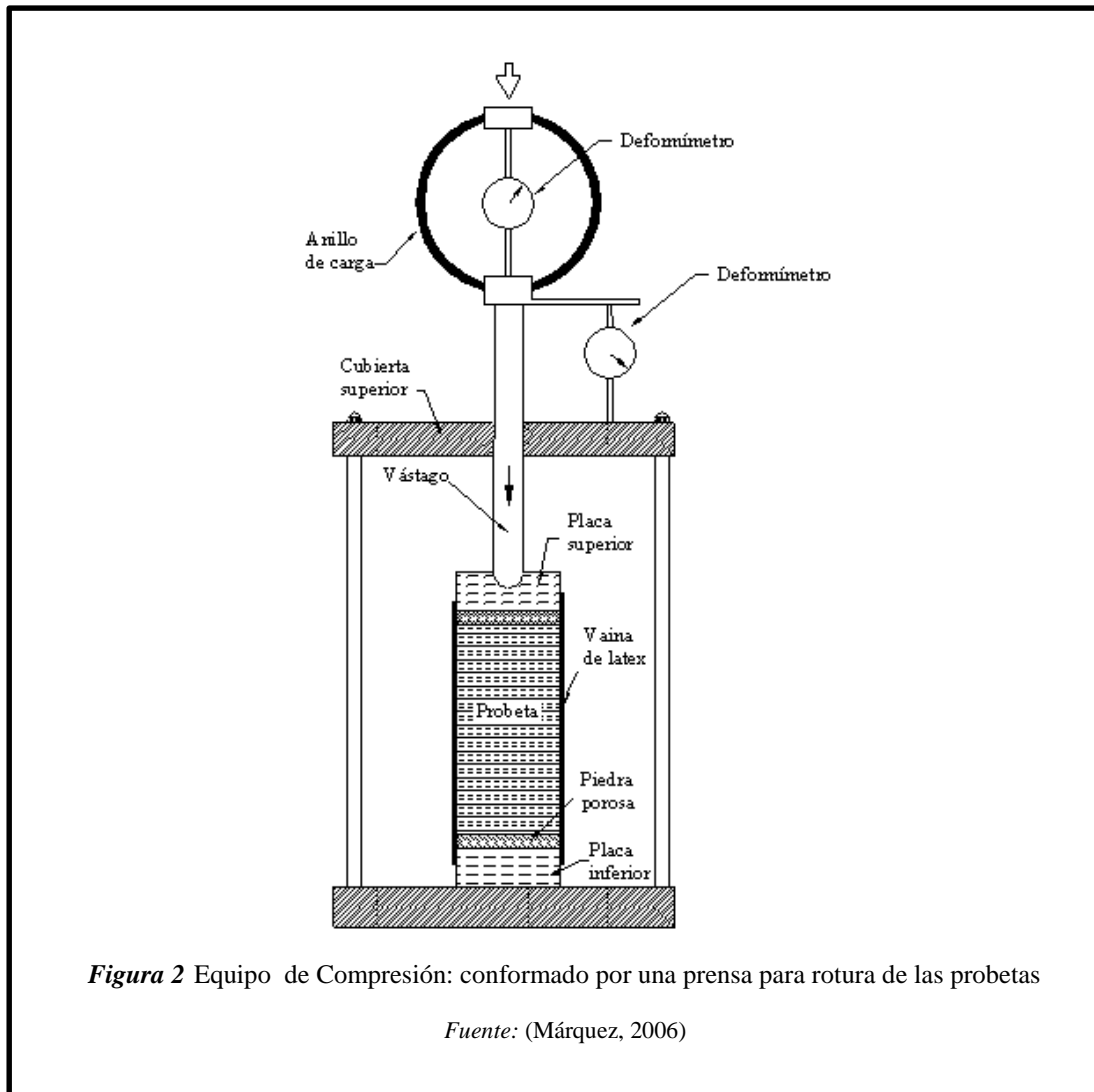 Deformímetro
Anillo
de carga
Deformímetro
Cubierta
superior
Vástago
Placa
superior
Vaina
de latex
Probeta
Piedra
porosa
Placa
inferior
Figura 2 Equipo de Compresión: conformado por una prensa para rotura de las probetas
Fuente: (Márquez, 2006)